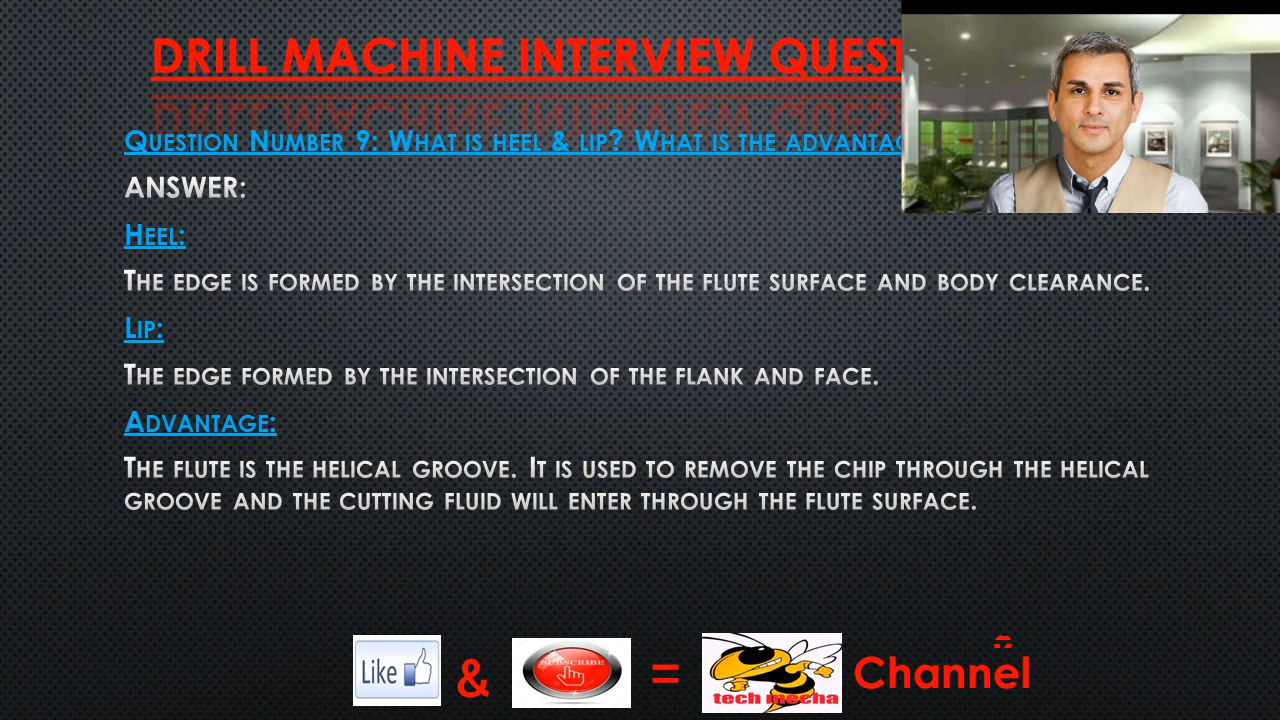 DRILL MACHINE INTERVIEW QUEST
QUESTION NUMBER 9: WHAT IS HEEL & LIP? WHAT IS THE ADVANTAG
ANSWER:
HEEL:
THE EDGE IS FORMED BY THE INTERSECTION OF THE FLUTE SURFACE AND BODY CLEARANCE.
LIP:
THE EDGE FORMED BY THE INTERSECTION OF THE FLANK AND FACE.
ADVANTAGE:
THE FLUTE IS THE HELICAL GROOVE. IT IS USED TO REMOVE THE CHIP THROUGH THE HELICAL
GROOVE AND THE CUTTING FLUID WILL ENTER THROUGH THE FLUTE SURFACE.
Like & SUBSCRIBE = tech mecha Channel